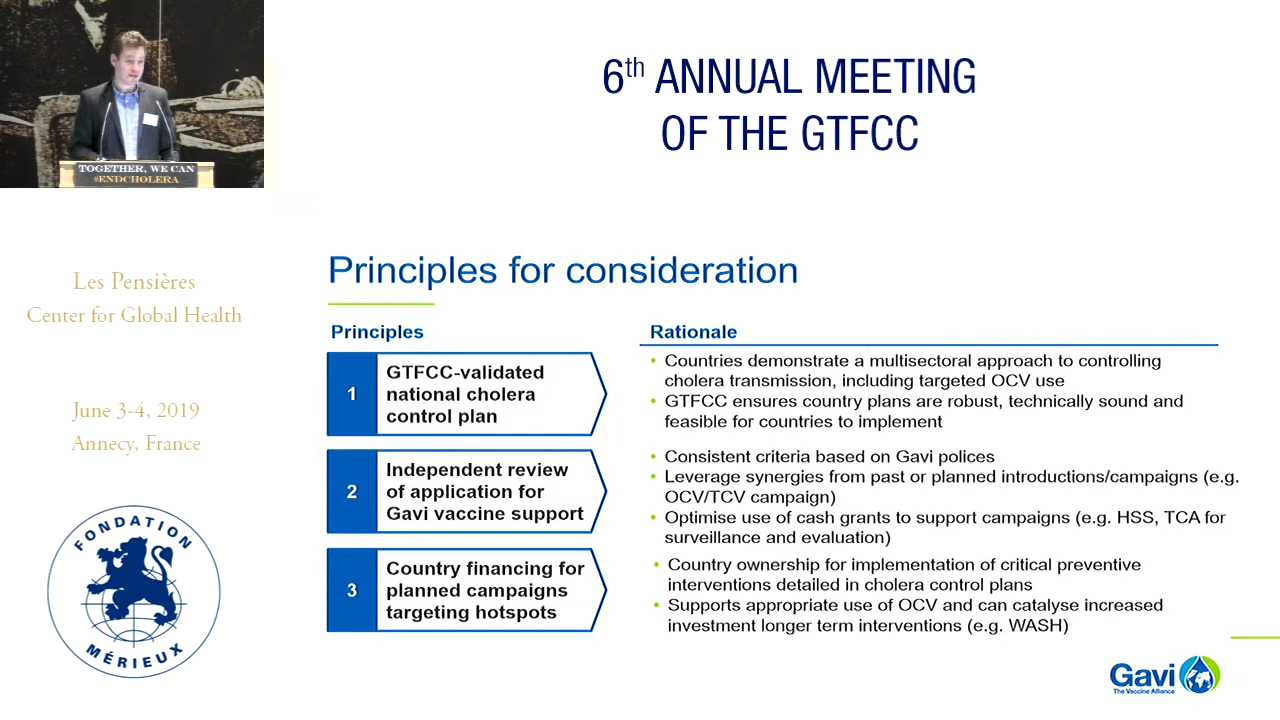 6th ANNUAL MEETING
OF THE GTFCC
TOGETHER, WE CAN
#ENDCHOLERA
Les Pensières
Center for Global Health
June 3-4, 2019
Annecy, France
FONDATION
MÉRIEUX
Principles for consideration
Principles
Rationale
1
GTFCC-validated
national cholera
control plan
• Countries demonstrate a multisectoral approach to controlling
cholera transmission, including targeted OCV use
• GTFCC ensures country plans are robust, technically sound and
feasible for countries to implement
2
Independent review
of application for
Gavi vaccine support
• Consistent criteria based on Gavi polices
• Leverage synergies from past or planned introductions/campaigns (e.g.
OCV/TCV campaign)
• Optimise use of cash grants to support campaigns (e.g. HSS, TCA for
surveillance and evaluation)
3
Country financing for
planned campaigns
targeting hotspots
• Country ownership for implementation of critical preventive
interventions detailed in cholera control plans
• Supports appropriate use of OCV and can catalyse increased
investment longer term interventions (e.g. WASH)
Gavi
The Vaccine Alliance